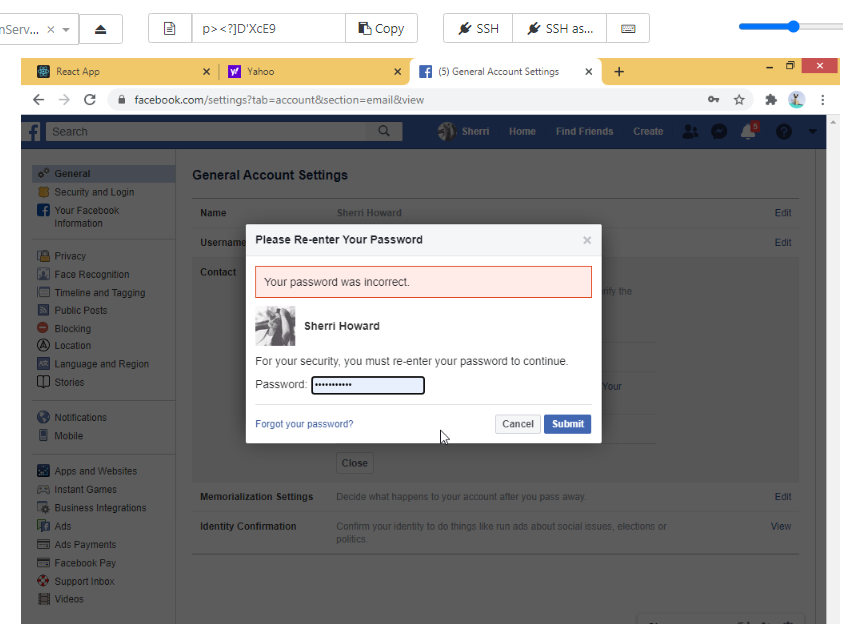 nServ...
p><?]D'XcE9
Copy
SSH
SSH as...
React App
Yahoo
(5) General Account Settings
facebook.com/settings?tab=account&section=email&view
Search
Sherri
Home
Find Friends
Create
General
Security and Login
Your Facebook
Information
Privacy
Face Recognition
Timeline and Tagging
Public Posts
Blocking
Location
Language and Region
Stories
Notifications
Mobile
Apps and Websites
Instant Games
Business Integrations
Ads
Ads Payments
Facebook Pay
Support Inbox
Videos
General Account Settings
Name
Sherri Howard
Edit
Username
Edit
Contact
ify the
Your
Please Re-enter Your Password
Your password was incorrect.
Sherri Howard
For your security, you must re-enter your password to continue.
Password:
Forgot your password?
Cancel
Submit
Close
Memorialization Settings
Decide what happens to your account after you pass away.
Edit
Identity Confirmation
Confirm your identity to do things like run ads about social issues, elections or
politics.
View